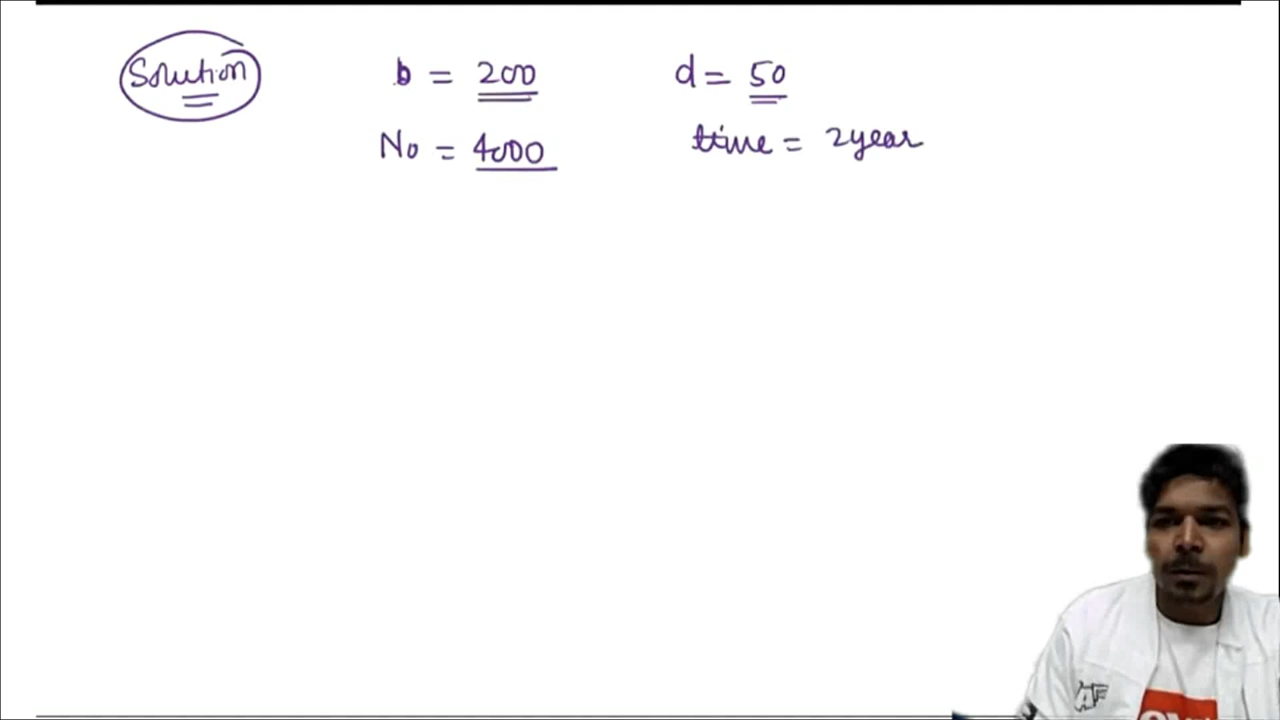 Solution
b = 200 d = 50
No = 4000 time = 2year